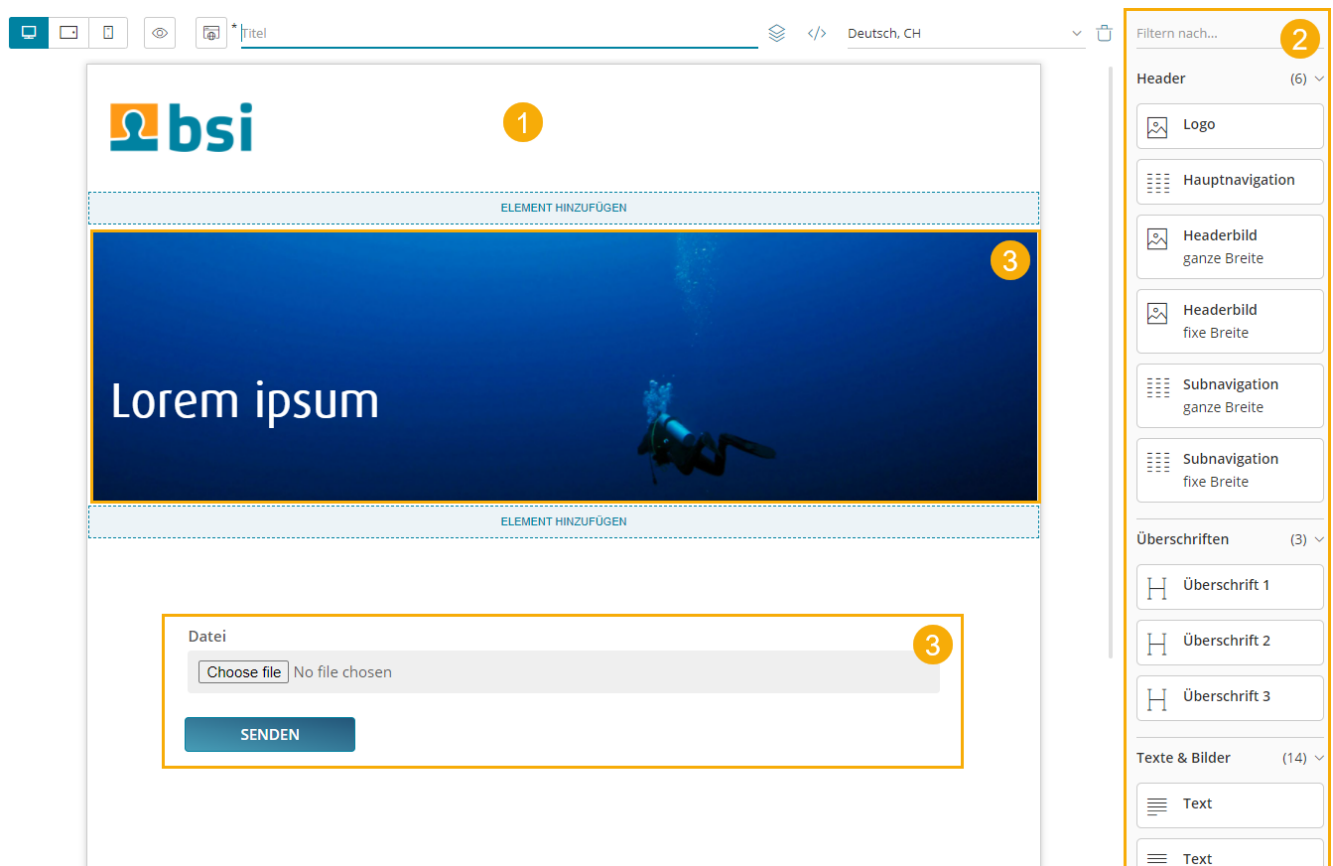 * Titel
</>
Deutsch, CH
bsi
1
ELEMENT HINZUFÜGEN
3
Lorem ipsum
ELEMENT HINZUFÜGEN
3
Datei
Choose file No file chosen
SENDEN
Filtern nach...
2
Header (6)
Logo
Hauptnavigation
Headerbild
ganze Breite
Headerbild
fixe Breite
Subnavigation
ganze Breite
Subnavigation
fixe Breite
Überschriften (3)
Überschrift 1
Überschrift 2
Überschrift 3
Texte & Bilder (14)
Text
Text